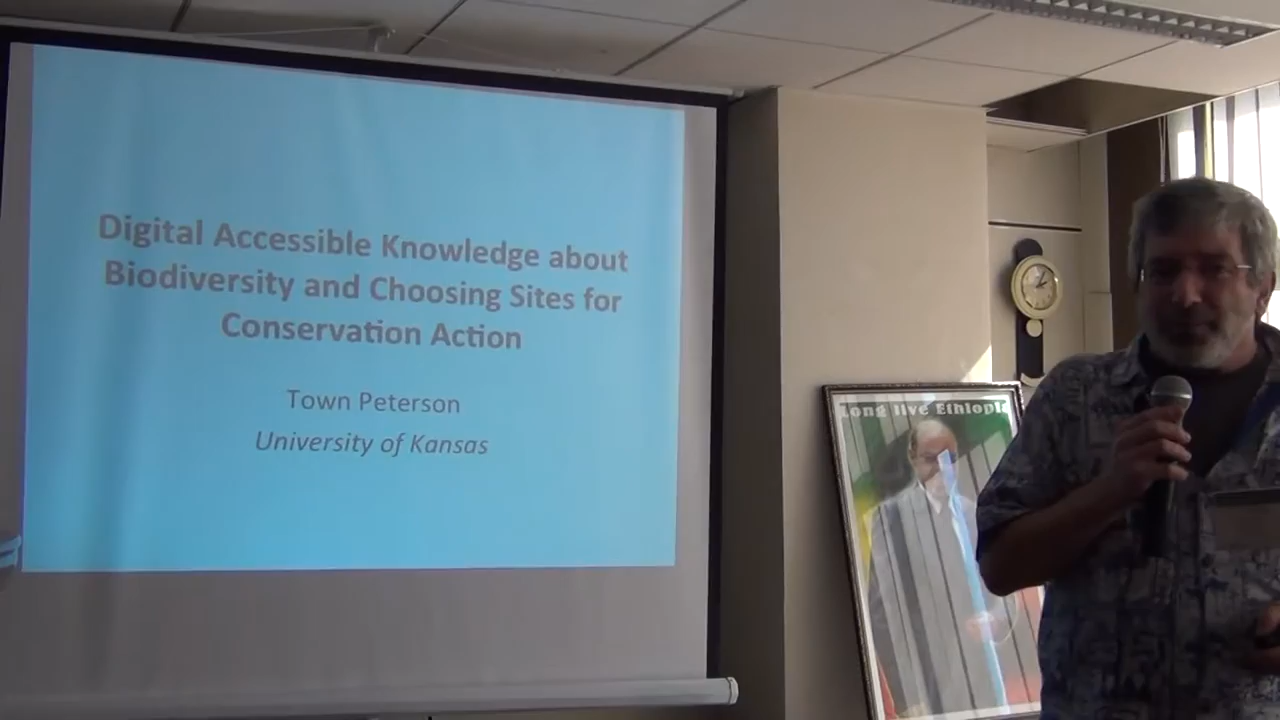 Digital Accessible Knowledge about
Biodiversity and Choosing Sites for
Conservation Action
Town Peterson
University of Kansas
Long live Ethiopia